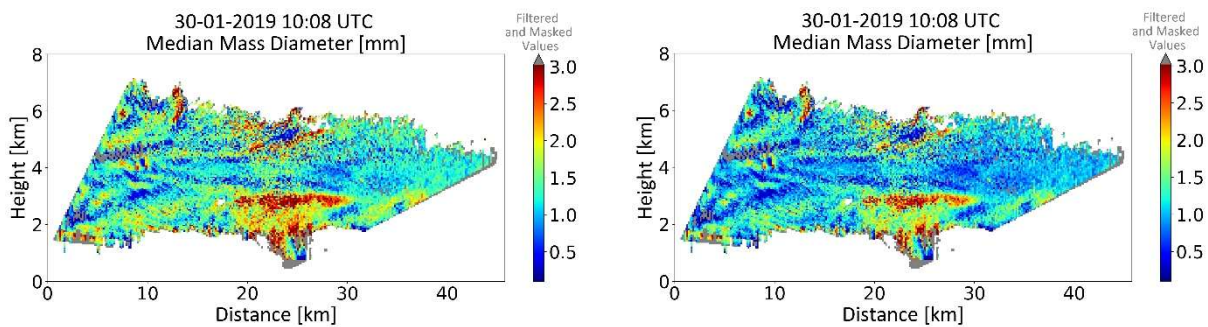 30-01-2019 10:08 UTC
Median Mass Diameter [mm]
Filtered
and Masked
Values
8
6
4
2
0
Height [km]
0
10
20
30
40
Distance [km]
3.0
2.5
2.0
1.5
1.0
0.5
30-01-2019 10:08 UTC
Median Mass Diameter [mm]
Filtered
and Masked
Values
8
6
4
2
0
Height [km]
0
10
20
30
40
Distance [km]
3.0
2.5
2.0
1.5
1.0
0.5